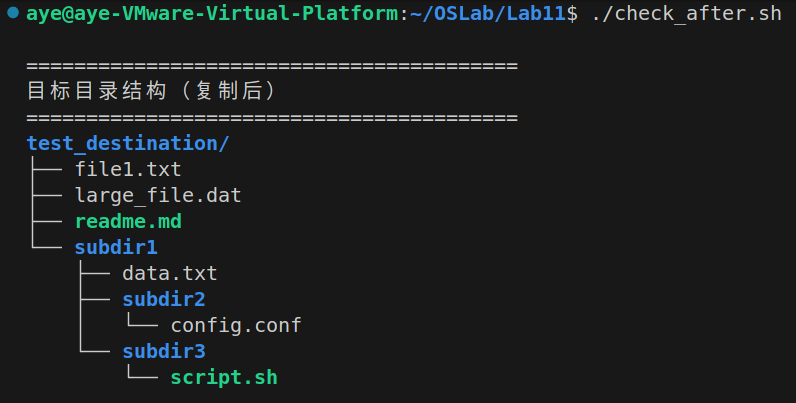 aye@aye-VMware-Virtual-Platform:~/OSLab/Lab11$ ./check_after.sh
=========================================
目标目录结构（复制后）
=========================================
test_destination/
├── file1.txt
├── large_file.dat
├── readme.md
└── subdir1
    ├── data.txt
    ├── subdir2
    │   └── config.conf
    └── subdir3
        └── script.sh